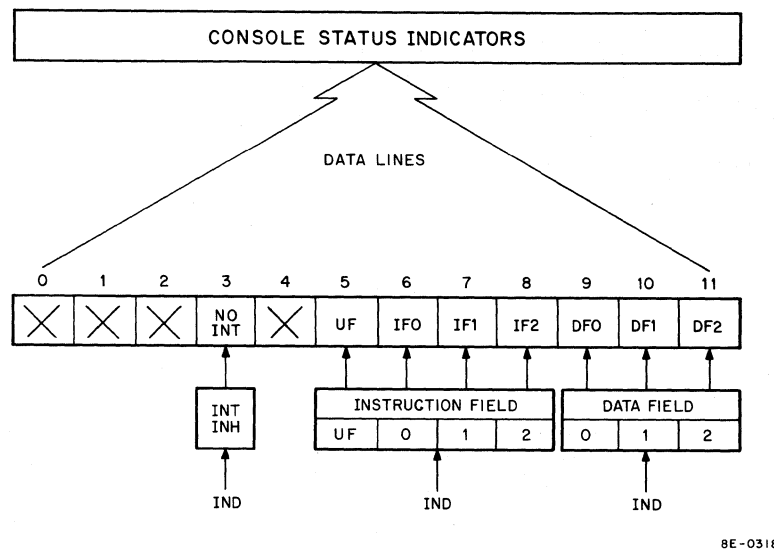 CONSOLE STATUS INDICATORS
DATA LINES
0 1 2 3 4 5 6 7 8 9 10 11
NO INT UF IF0 IF1 IF2 DF0 DF1 DF2
INT INH
INSTRUCTION FIELD DATA FIELD
UF 0 1 2 0 1 2
IND IND IND
8E-0318